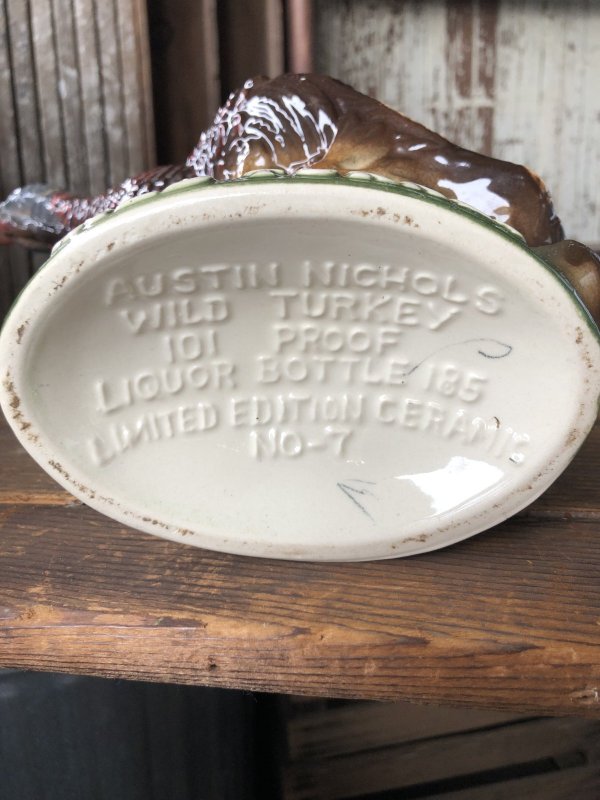 AUSTIN NICHOLS
WILD TURKEY
101 PROOF
LIQUOR BOTTLE 185
LIMITED EDITION CERAMIC
NO-7